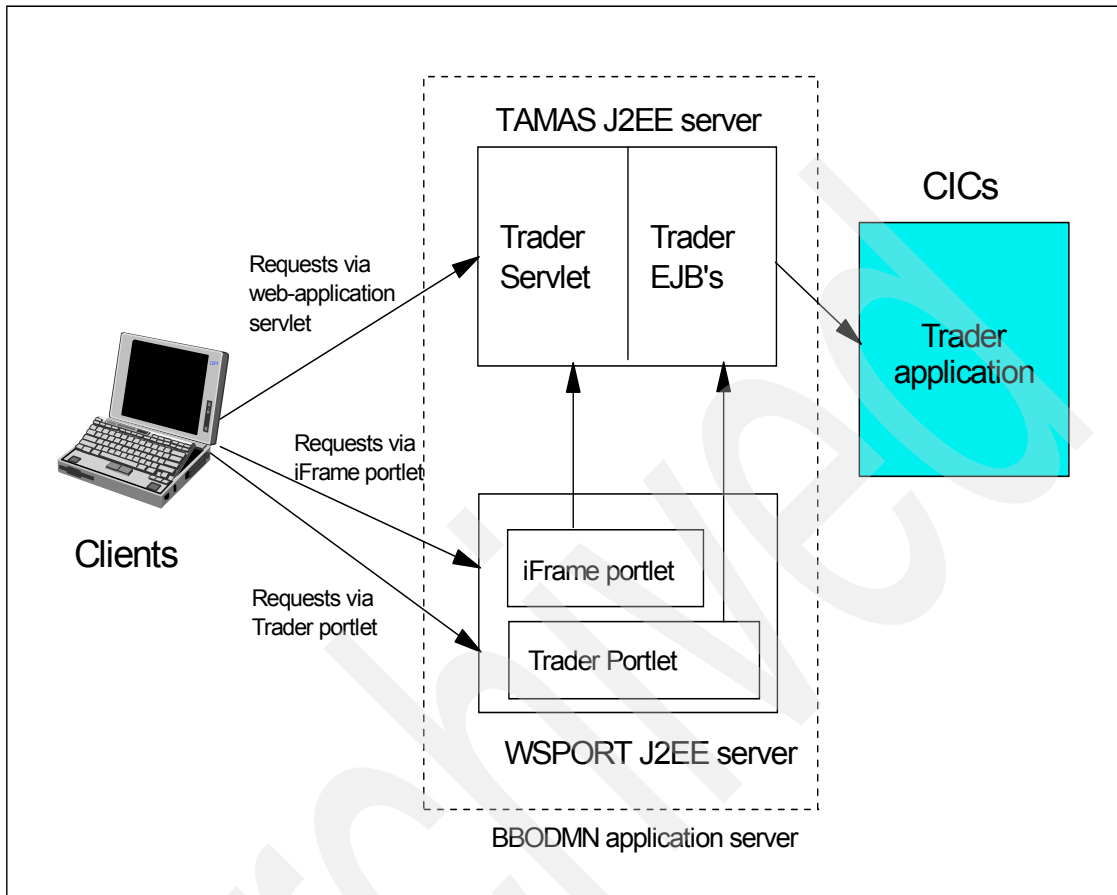 TAMAS J2EE server
CICs
Trader
Servlet
Trader
EJB's
Trader
application
Requests via
web-application
servlet
Requests via
iFrame portlet
Clients
Requests via
Trader portlet
iFrame portlet
Trader Portlet
WSPORT J2EE server
BBODMN application server